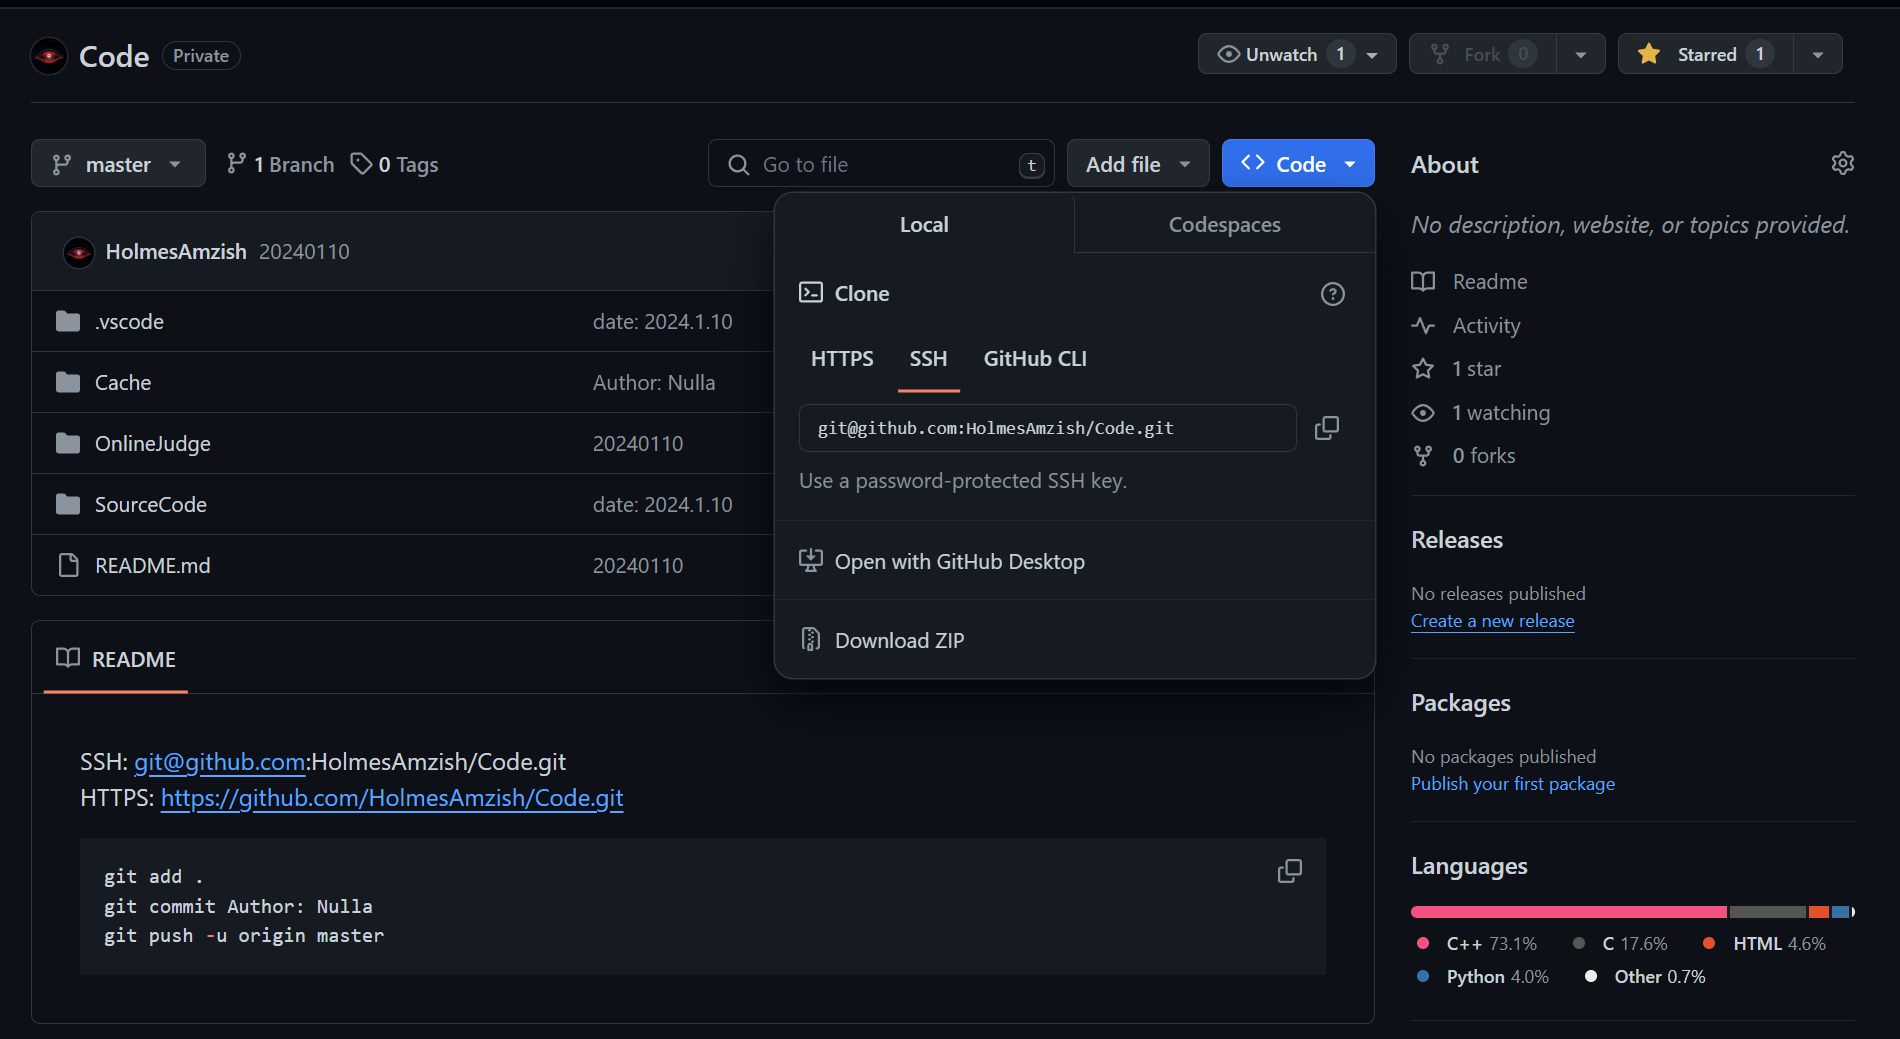 Code Private
Unwatch 1
Fork 0
Starred 1
master
1 Branch
0 Tags
Go to file t
Add file
Code
HolmesAmzish 20240110
.vscode date: 2024.1.10
Cache Author: Nulla
OnlineJudge 20240110
SourceCode date: 2024.1.10
README.md 20240110
Local Codespaces
Clone
HTTPS SSH GitHub CLI
git@github.com:HolmesAmzish/Code.git
Use a password-protected SSH key.
Open with GitHub Desktop
Download ZIP
README
SSH: git@github.com:HolmesAmzish/Code.git
HTTPS: https://github.com/HolmesAmzish/Code.git
git add .
git commit Author: Nulla
git push -u origin master
About
No description, website, or topics provided.
Readme
Activity
1 star
1 watching
0 forks
Releases
No releases published
Create a new release
Packages
No packages published
Publish your first package
Languages
C++ 73.1% C 17.6% HTML 4.6%
Python 4.0% Other 0.7%